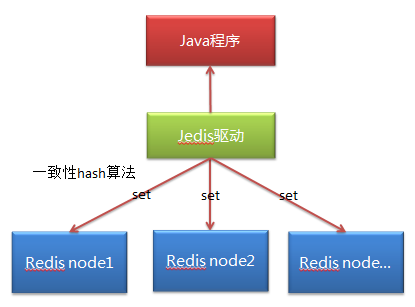 Java程序
Jedis驱动
一致性hash算法
set
set
set
Redis node1
Redis node2
Redis node...